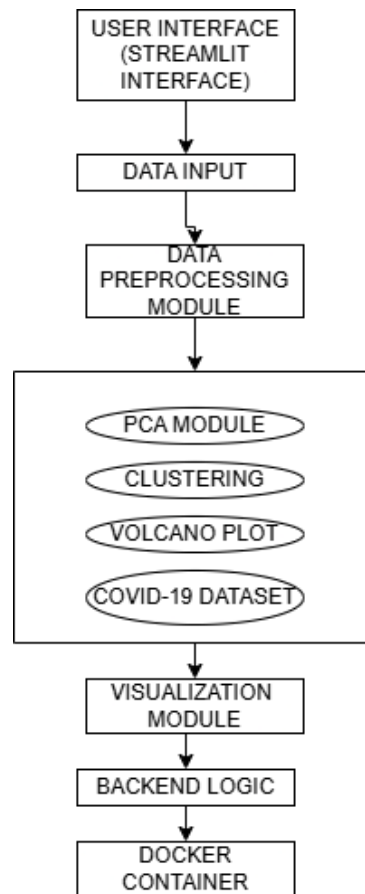 USER INTERFACE
(STREAMLIT
INTERFACE)
DATA INPUT
DATA
PREPROCESSING
MODULE
PCA MODULE
CLUSTERING
VOLCANO PLOT
COVID-19 DATASET
VISUALIZATION
MODULE
BACKEND LOGIC
DOCKER
CONTAINER